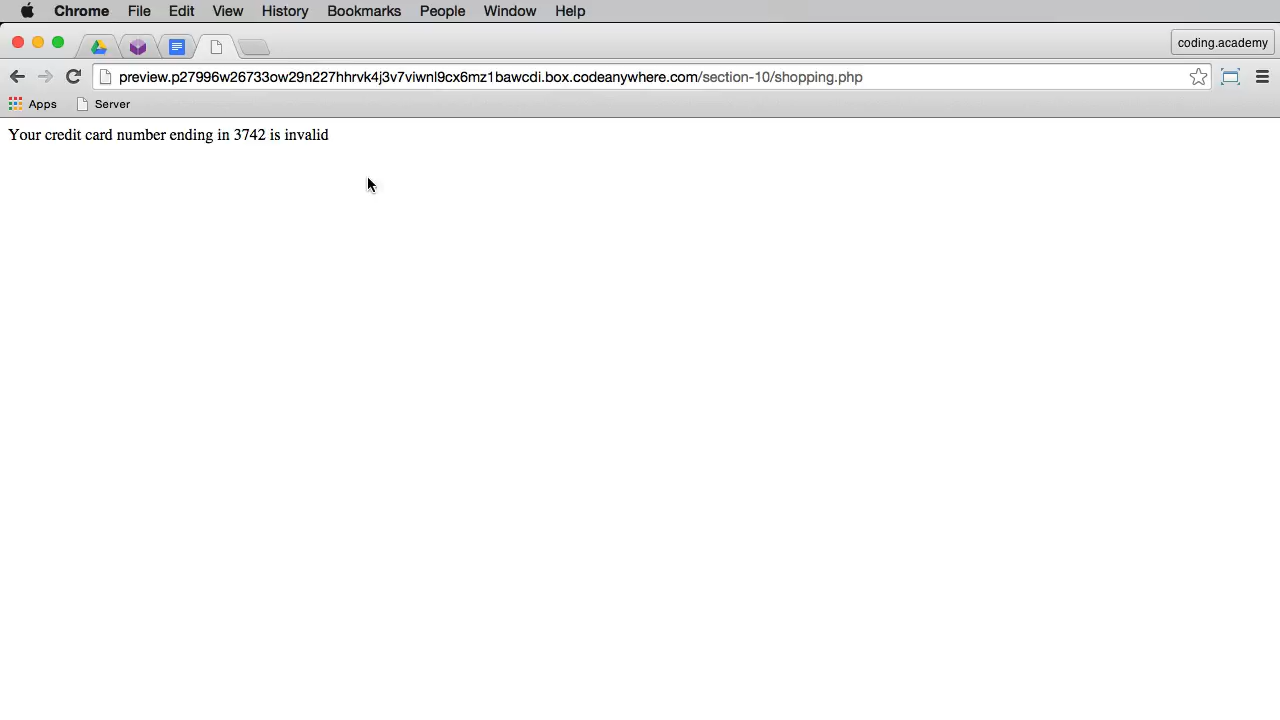 Chrome File Edit View History Bookmarks People Window Help
coding.academy
preview.p27996w26733ow29n227hhrvk4j3v7viwnl9cx6mz1bawcdi.box.codeanywhere.com/section-10/shopping.php
Apps Server
Your credit card number ending in 3742 is invalid